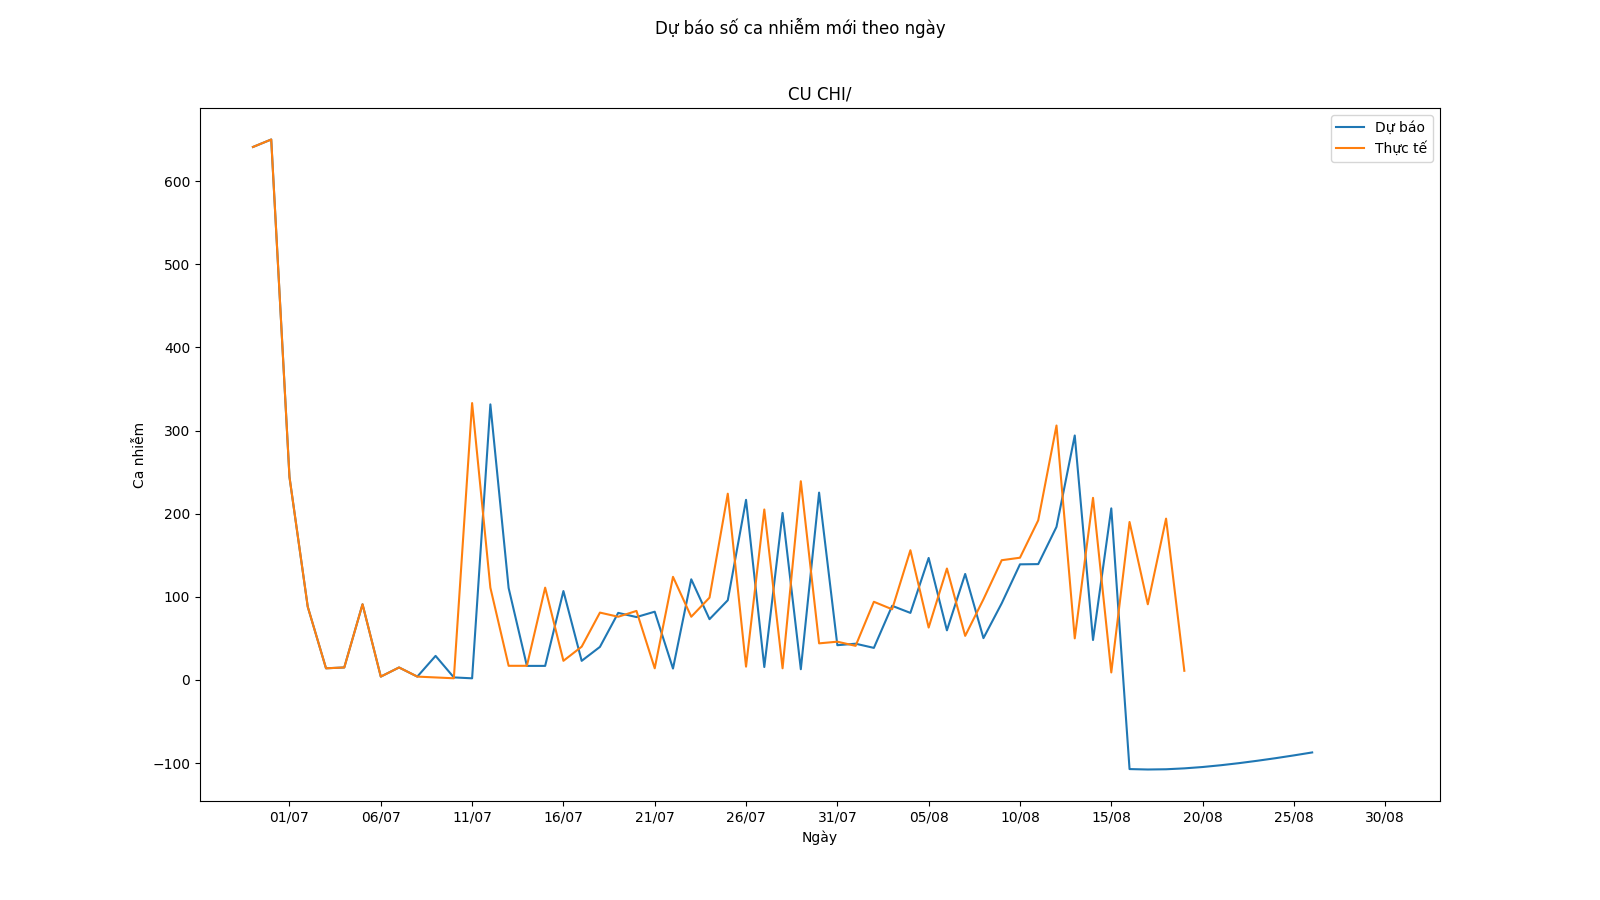 Dự báo số ca nhiễm mới theo ngày
CU CHI/
Dự báo
Thực tế
600
500
400
300
200
100
0
−100
Ca nhiễm
01/07 06/07 11/07 16/07 21/07 26/07 31/07 05/08 10/08 15/08 20/08 25/08 30/08
Ngày